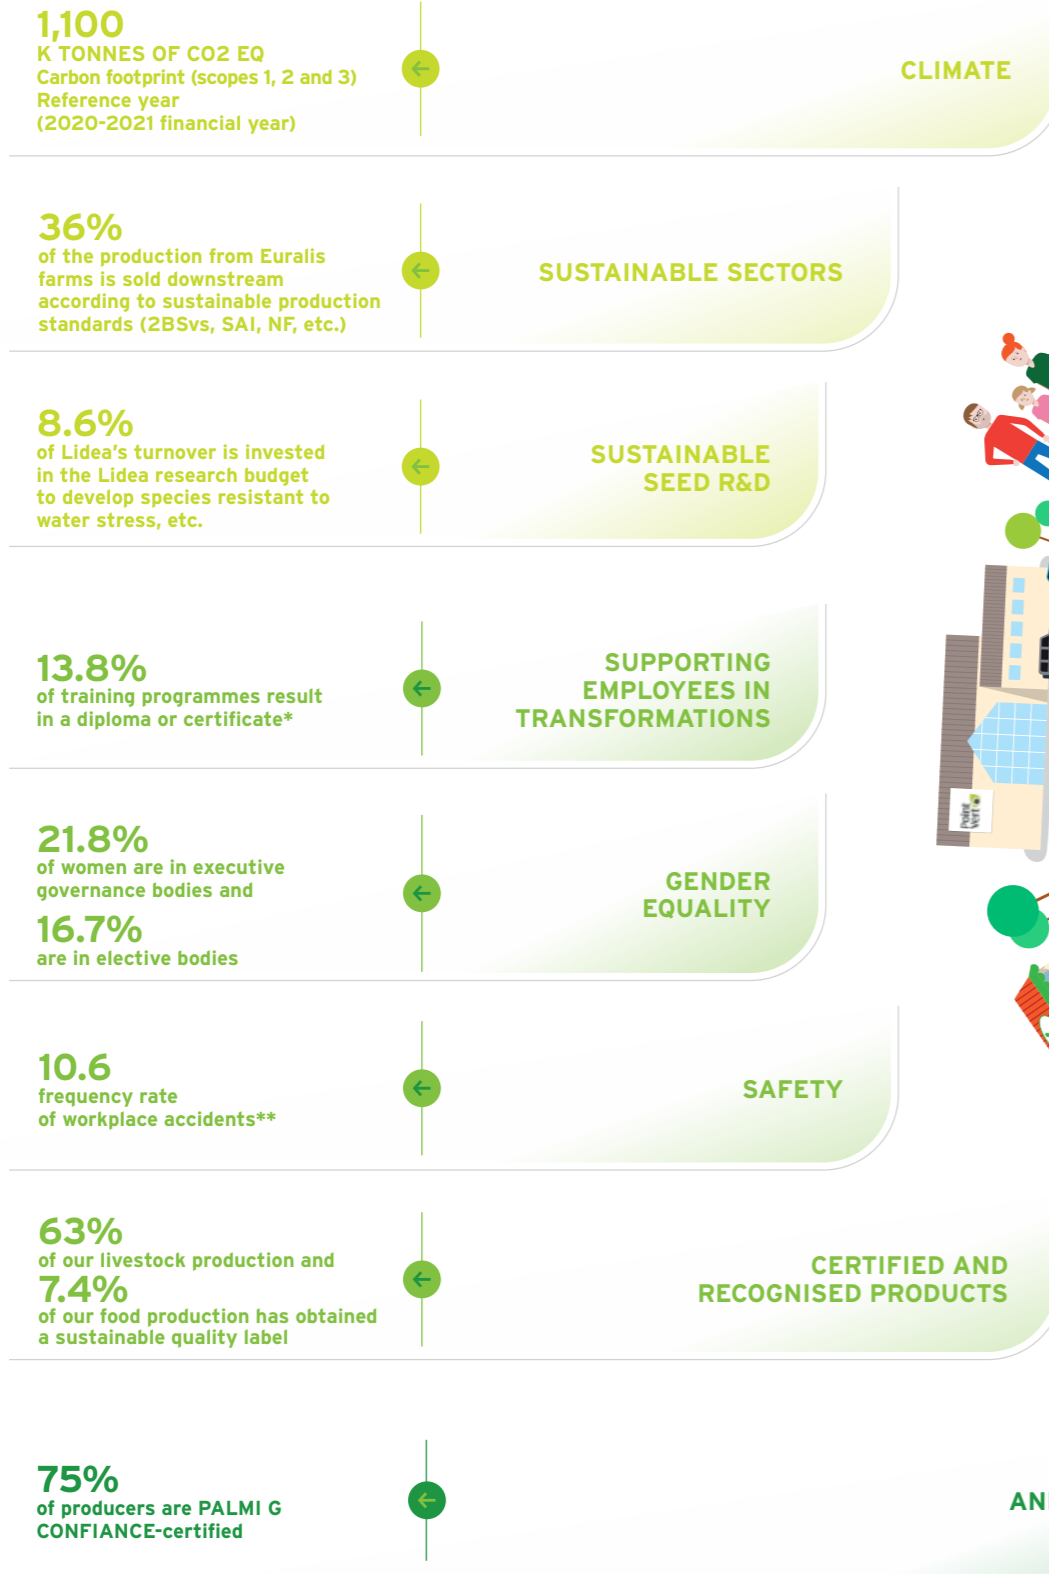 1,100
K TONNES OF CO2 EQ
Carbon footprint (scopes 1, 2 and 3)
Reference year
(2020-2021 financial year)
CLIMATE
36%
of the production from Euralis
farms is sold downstream
according to sustainable production
standards (2BSvs, SAI, NF, etc.)
SUSTAINABLE SECTORS
8.6%
of Lidea's turnover is invested
in the Lidea research budget
to develop species resistant to
water stress, etc.
SUSTAINABLE
SEED R&D
13.8%
of training programmes result
in a diploma or certificate*
SUPPORTING
EMPLOYEES IN
TRANSFORMATIONS
21.8%
of women are in executive
governance bodies and
16.7%
are in elective bodies
GENDER
EQUALITY
Point
Vert
10.6
frequency rate
of workplace accidents**
SAFETY
63%
of our livestock production and
7.4%
of our food production has obtained
a sustainable quality label
CERTIFIED AND
RECOGNISED PRODUCTS
75%
of producers are PALMI G
CONFIANCE-certified